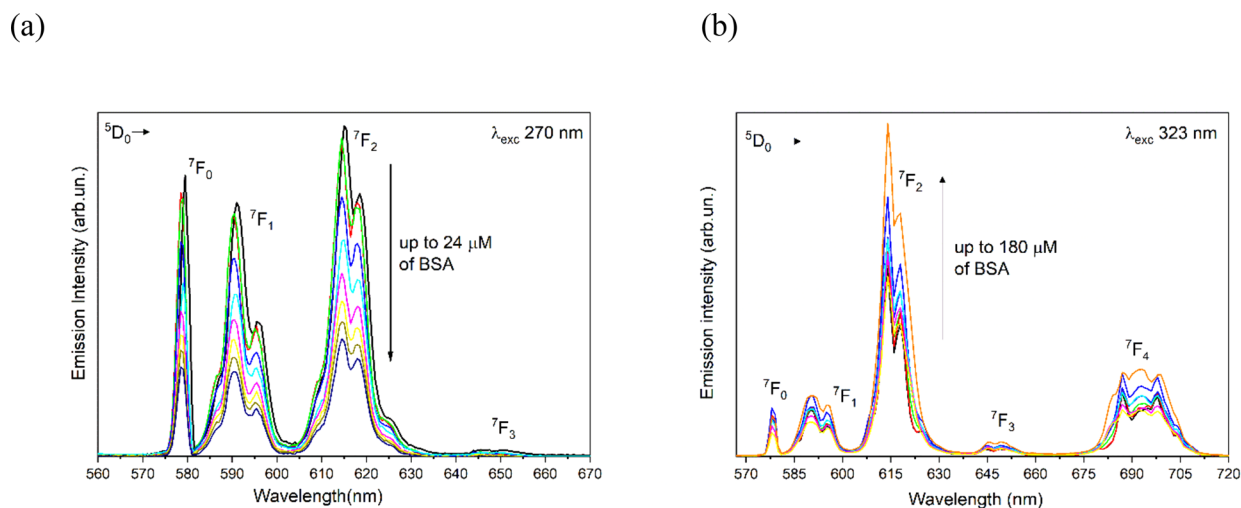 (a)
(b)
⁵D₀→
λexc 270 nm
⁷F₀
⁷F₁
⁷F₂
⁷F₃
up to 24 μM
of BSA
Emission Intensity (arb.un.)
560 570 580 590 600 610 620 630 640 650 660 670
Wavelength(nm)
⁵D₀ ▸
λexc 323 nm
⁷F₀
⁷F₁
⁷F₂
⁷F₃
⁷F₄
up to 180 μM
of BSA
Emission intensity (arb.un.)
570 585 600 615 630 645 660 675 690 705 720
Wavelength (nm)